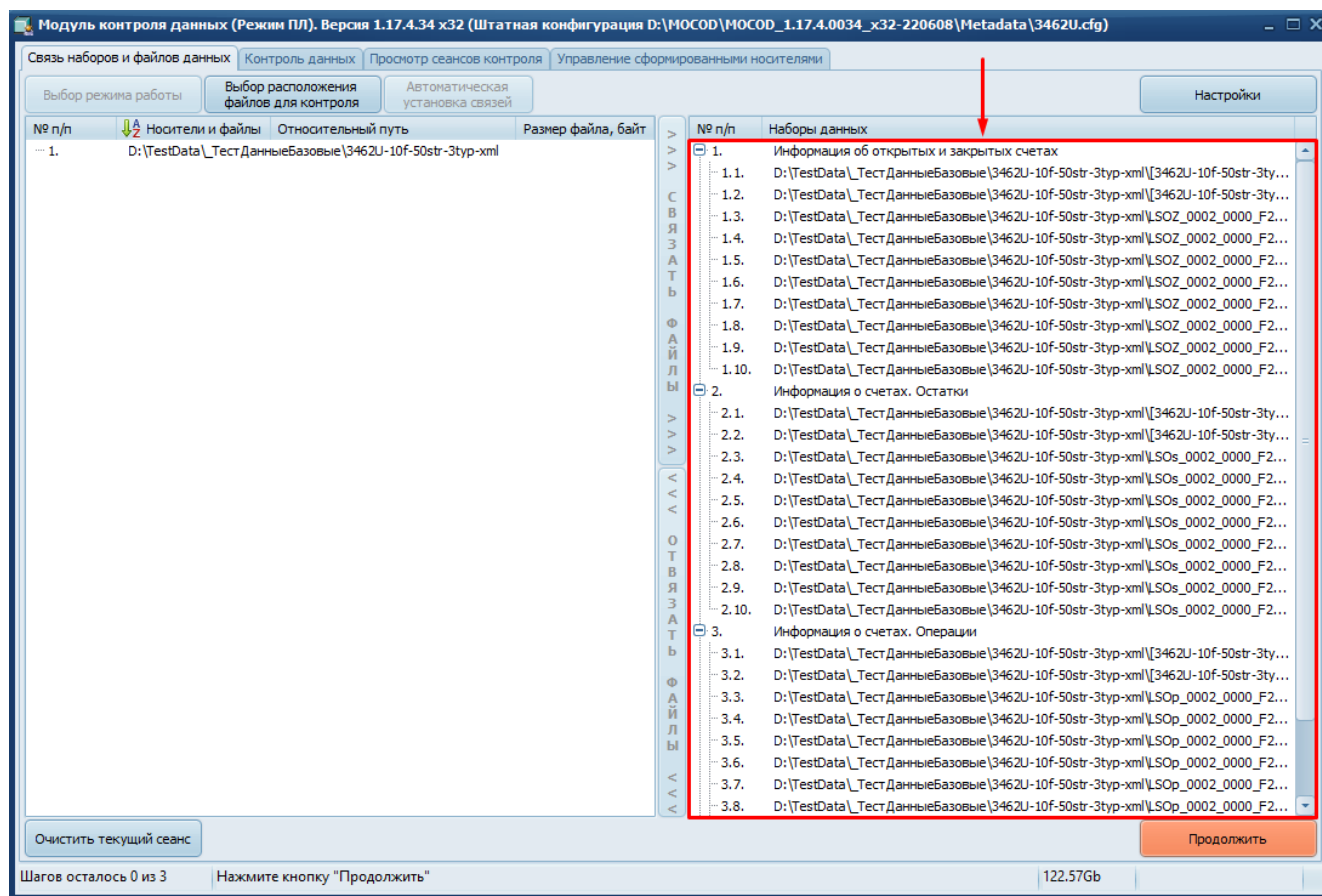 Модуль контроля данных (Режим ПЛ). Версия 1.17.4.34 x32 (Штатная конфигурация D:\MOCOD\MOCOD_1.17.4.0034_x32-220608\Metadata\3462U.cfg)
Связь наборов и файлов данных Контроль данных Просмотр сеансов контроля Управление сформированными носителями
Выбор режима работы
Выбор расположения
файлов для контроля
Автоматическая
установка связей
Настройки
№ п/п Носители и файлы Относительный путь Размер файла, байт
1. D:\TestData\_ТестДанныеБазовые\3462U-10f-50str-3typ-xml
> > > СВЯЗАТЬ ФАЙЛЫ > > >
< < < ОТВЯЗАТЬ ФАЙЛЫ < < <
№ п/п Наборы данных
1. Информация об открытых и закрытых счетах
1.1. D:\TestData\_ТестДанныеБазовые\3462U-10f-50str-3typ-xml\[3462U-10f-50str-3ty...
1.2. D:\TestData\_ТестДанныеБазовые\3462U-10f-50str-3typ-xml\[3462U-10f-50str-3ty...
1.3. D:\TestData\_ТестДанныеБазовые\3462U-10f-50str-3typ-xml\LSOZ_0002_0000_F2...
1.4. D:\TestData\_ТестДанныеБазовые\3462U-10f-50str-3typ-xml\LSOZ_0002_0000_F2...
1.5. D:\TestData\_ТестДанныеБазовые\3462U-10f-50str-3typ-xml\LSOZ_0002_0000_F2...
1.6. D:\TestData\_ТестДанныеБазовые\3462U-10f-50str-3typ-xml\LSOZ_0002_0000_F2...
1.7. D:\TestData\_ТестДанныеБазовые\3462U-10f-50str-3typ-xml\LSOZ_0002_0000_F2...
1.8. D:\TestData\_ТестДанныеБазовые\3462U-10f-50str-3typ-xml\LSOZ_0002_0000_F2...
1.9. D:\TestData\_ТестДанныеБазовые\3462U-10f-50str-3typ-xml\LSOZ_0002_0000_F2...
1.10. D:\TestData\_ТестДанныеБазовые\3462U-10f-50str-3typ-xml\LSOZ_0002_0000_F2...
2. Информация о счетах. Остатки
2.1. D:\TestData\_ТестДанныеБазовые\3462U-10f-50str-3typ-xml\[3462U-10f-50str-3ty...
2.2. D:\TestData\_ТестДанныеБазовые\3462U-10f-50str-3typ-xml\[3462U-10f-50str-3ty...
2.3. D:\TestData\_ТестДанныеБазовые\3462U-10f-50str-3typ-xml\LSOs_0002_0000_F2...
2.4. D:\TestData\_ТестДанныеБазовые\3462U-10f-50str-3typ-xml\LSOs_0002_0000_F2...
2.5. D:\TestData\_ТестДанныеБазовые\3462U-10f-50str-3typ-xml\LSOs_0002_0000_F2...
2.6. D:\TestData\_ТестДанныеБазовые\3462U-10f-50str-3typ-xml\LSOs_0002_0000_F2...
2.7. D:\TestData\_ТестДанныеБазовые\3462U-10f-50str-3typ-xml\LSOs_0002_0000_F2...
2.8. D:\TestData\_ТестДанныеБазовые\3462U-10f-50str-3typ-xml\LSOs_0002_0000_F2...
2.9. D:\TestData\_ТестДанныеБазовые\3462U-10f-50str-3typ-xml\LSOs_0002_0000_F2...
2.10. D:\TestData\_ТестДанныеБазовые\3462U-10f-50str-3typ-xml\LSOs_0002_0000_F2...
3. Информация о счетах. Операции
3.1. D:\TestData\_ТестДанныеБазовые\3462U-10f-50str-3typ-xml\[3462U-10f-50str-3ty...
3.2. D:\TestData\_ТестДанныеБазовые\3462U-10f-50str-3typ-xml\[3462U-10f-50str-3ty...
3.3. D:\TestData\_ТестДанныеБазовые\3462U-10f-50str-3typ-xml\LSOp_0002_0000_F2...
3.4. D:\TestData\_ТестДанныеБазовые\3462U-10f-50str-3typ-xml\LSOp_0002_0000_F2...
3.5. D:\TestData\_ТестДанныеБазовые\3462U-10f-50str-3typ-xml\LSOp_0002_0000_F2...
3.6. D:\TestData\_ТестДанныеБазовые\3462U-10f-50str-3typ-xml\LSOp_0002_0000_F2...
3.7. D:\TestData\_ТестДанныеБазовые\3462U-10f-50str-3typ-xml\LSOp_0002_0000_F2...
3.8. D:\TestData\_ТестДанныеБазовые\3462U-10f-50str-3typ-xml\LSOp_0002_0000_F2...
Очистить текущий сеанс
Продолжить
Шагов осталось 0 из 3 Нажмите кнопку "Продолжить" 122.57Gb